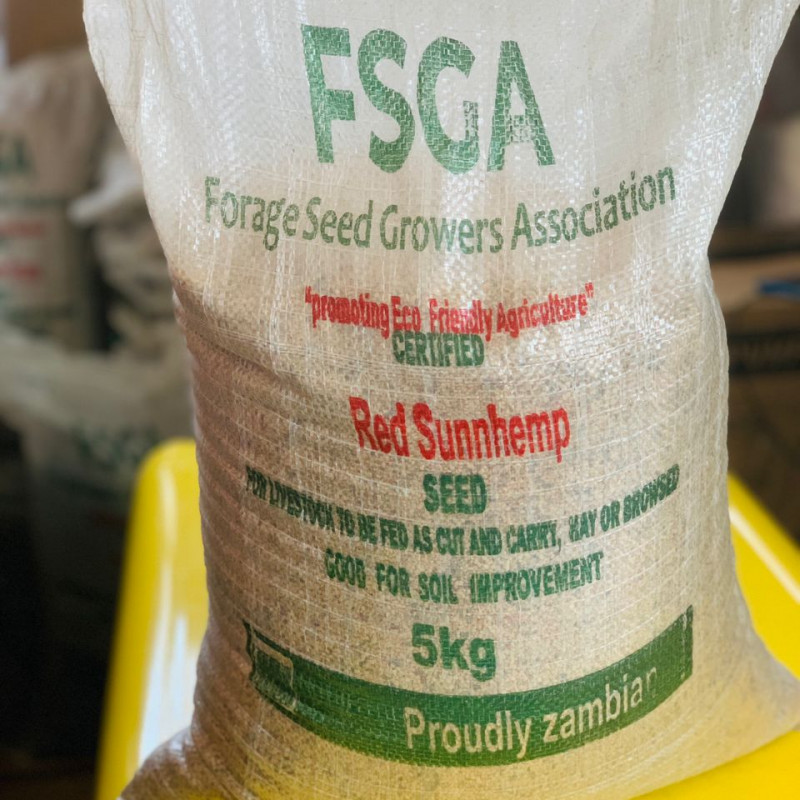 FSGA
Forage Seed Growers Association
"promoting Eco Friendly Agriculture"
CERTIFIED
Red Sunnhemp
SEED
FOR LIVESTOCK TO BE FED AS CUT AND CARRY, HAY OR BROWSED
GOOD FOR SOIL IMPROVEMENT
5kg
Proudly zambian